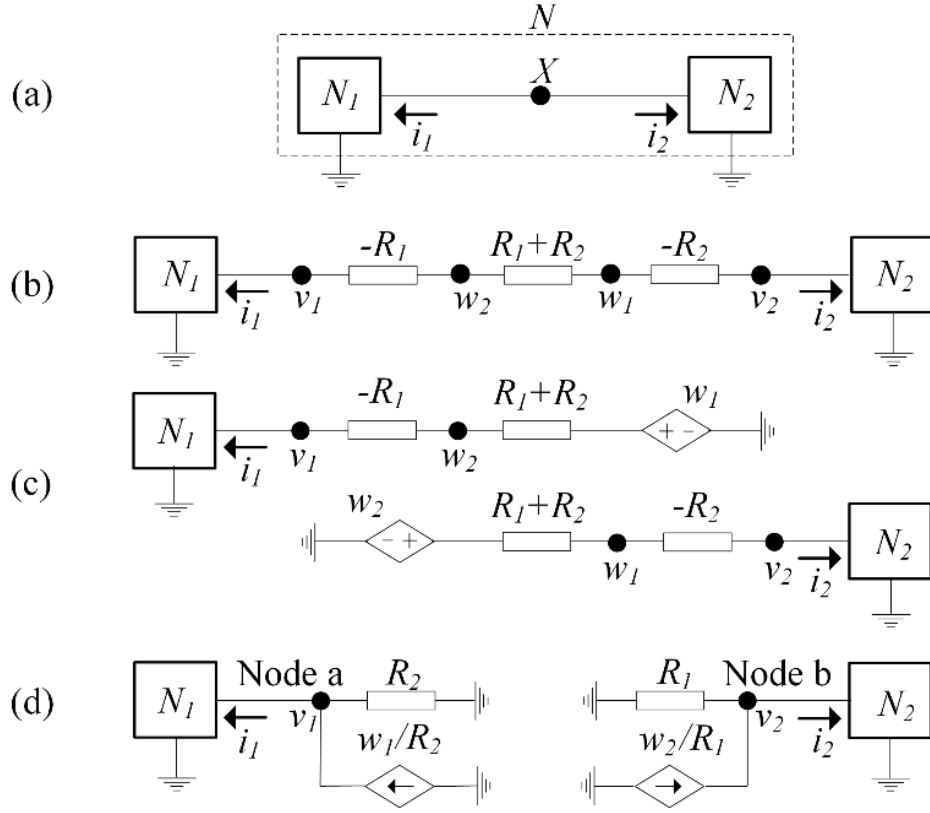 N
(a) N₁ X N₂
i₁ i₂
-R₁ R₁+R₂ -R₂
(b) N₁ N₂
i₁ v₁ w₂ w₁ v₂ i₂
-R₁ R₁+R₂ w₁
N₁ + -
i₁ v₁ w₂
(c)
w₂ R₁+R₂ -R₂
- + N₂
w₁ v₂ i₂
(d) N₁ Node a R₂ R₁ Node b N₂
i₁ v₁ v₂ i₂
w₁/R₂ w₂/R₁